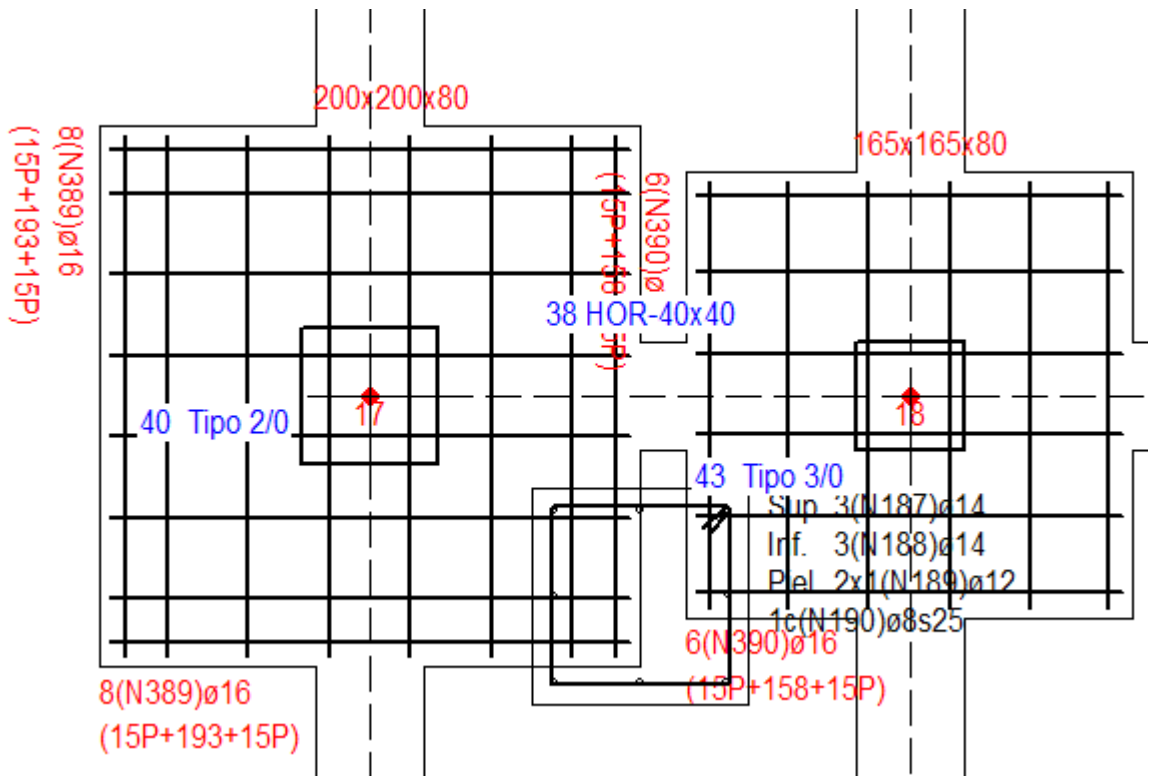 200x200x80
165x165x80
8(N389)ø16
(15P+193+15P)
6(N390)ø
38 HOR-40x40
17
18
40 Tipo 2/0
43 Tipo 3/0
Sup 3(N187)ø14
Inf. 3(N188)ø14
Piel 2x1(N189)ø12
1c(N190)ø8s25
6(N390)ø16
(15P+158+15P)
8(N389)ø16
(15P+193+15P)